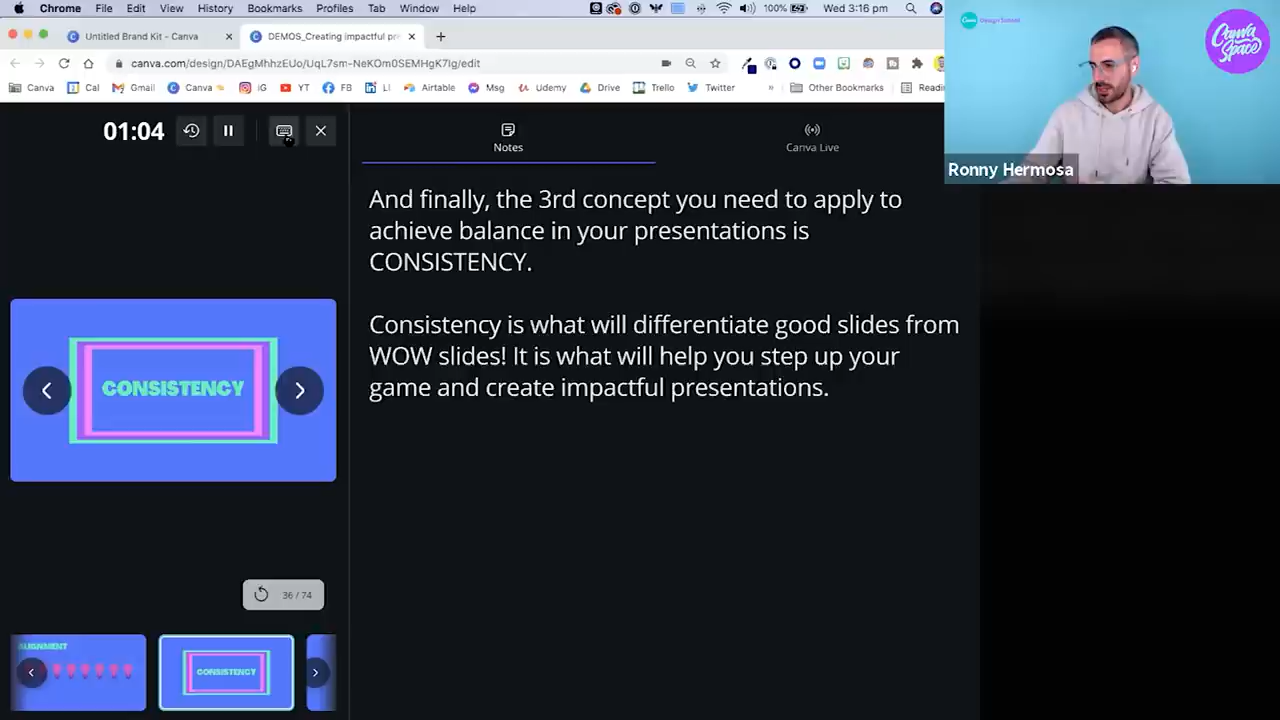 Chrome File Edit View History Bookmarks Profiles Tab Window Help 100% Wed 3:16 pm
Untitled Brand Kit - Canva
DEMOS_Creating impactful pr
canva.com/design/DAEgMhhzEUo/UqL7sm-NeKOm0SEMHgK7Ig/edit
Canva Cal Gmail Canva IG YT FB LI Airtable Msg Udemy Drive Trello Twitter » Other Bookmarks Readin
Canva Design School
Canva Space
Ronny Hermosa
01:04
Notes
Canva Live
And finally, the 3rd concept you need to apply to
achieve balance in your presentations is
CONSISTENCY.
Consistency is what will differentiate good slides from
WOW slides! It is what will help you step up your
game and create impactful presentations.
CONSISTENCY
36 / 74
ALIGNMENT
CONSISTENCY